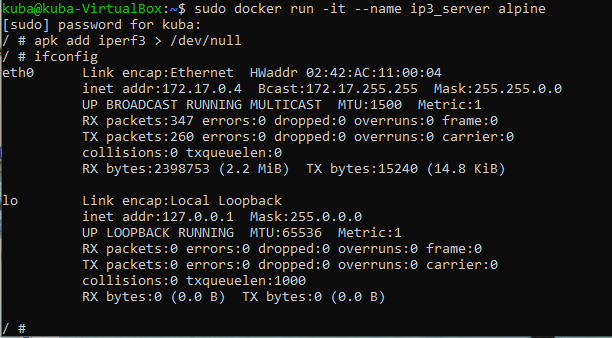 kuba@kuba-VirtualBox:~$ sudo docker run -it --name ip3_server alpine
[sudo] password for kuba:
/ # apk add iperf3 > /dev/null
/ # ifconfig
eth0      Link encap:Ethernet  HWaddr 02:42:AC:11:00:04
          inet addr:172.17.0.4  Bcast:172.17.255.255  Mask:255.255.0.0
          UP BROADCAST RUNNING MULTICAST  MTU:1500  Metric:1
          RX packets:347 errors:0 dropped:0 overruns:0 frame:0
          TX packets:260 errors:0 dropped:0 overruns:0 carrier:0
          collisions:0 txqueuelen:0
          RX bytes:2398753 (2.2 MiB)  TX bytes:15240 (14.8 KiB)

lo        Link encap:Local Loopback
          inet addr:127.0.0.1  Mask:255.0.0.0
          UP LOOPBACK RUNNING  MTU:65536  Metric:1
          RX packets:0 errors:0 dropped:0 overruns:0 frame:0
          TX packets:0 errors:0 dropped:0 overruns:0 carrier:0
          collisions:0 txqueuelen:1000
          RX bytes:0 (0.0 B)  TX bytes:0 (0.0 B)

/ #